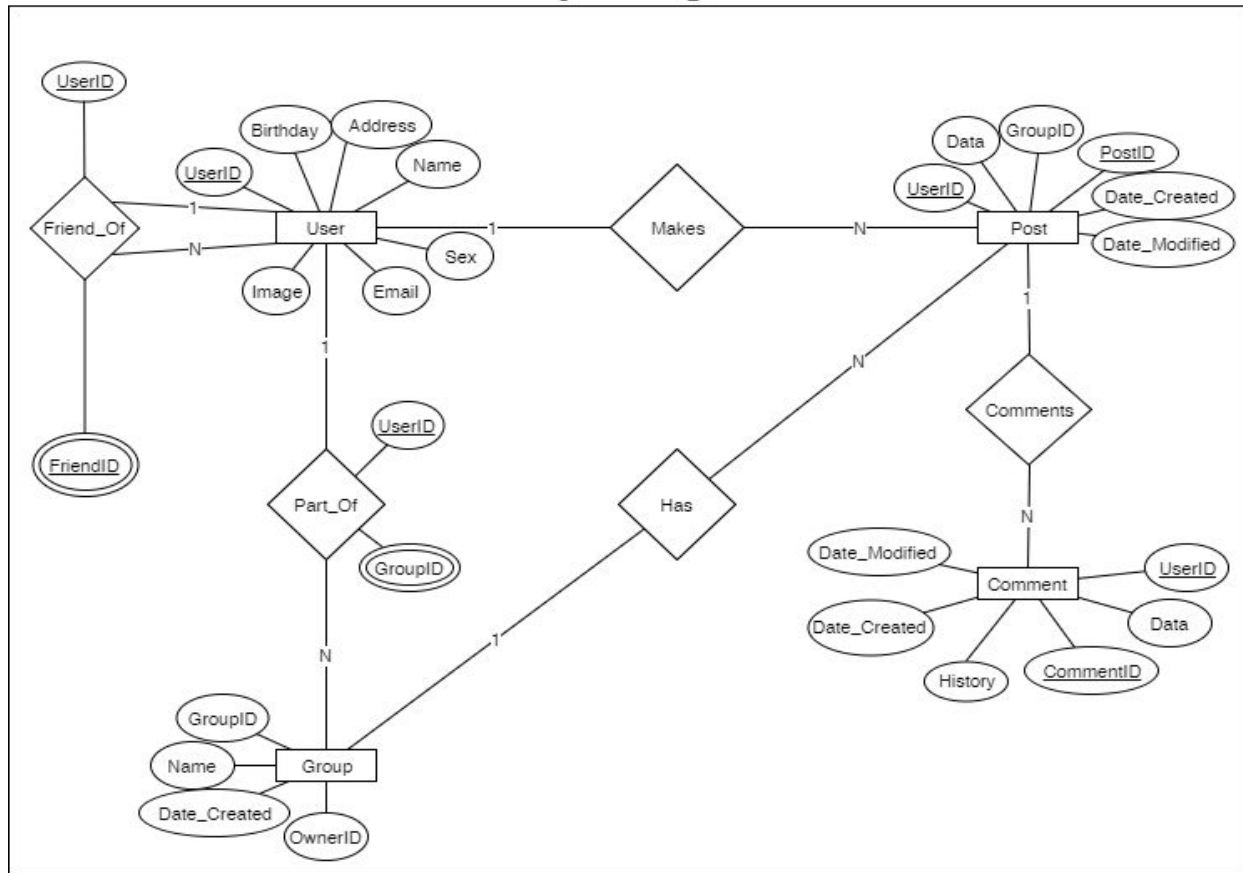 UserID
Birthday
Address
Name
UserID
Friend_Of
1
N
User
Image
Email
Sex
1
Makes
N
Data
GroupID
PostID
UserID
Date_Created
Post
Date_Modified
1
N
1
Comments
N
UserID
FriendID
Part_Of
GroupID
Has
1
N
Date_Modified
UserID
Comment
Date_Created
Data
History
CommentID
GroupID
Name
Group
Date_Created
OwnerID